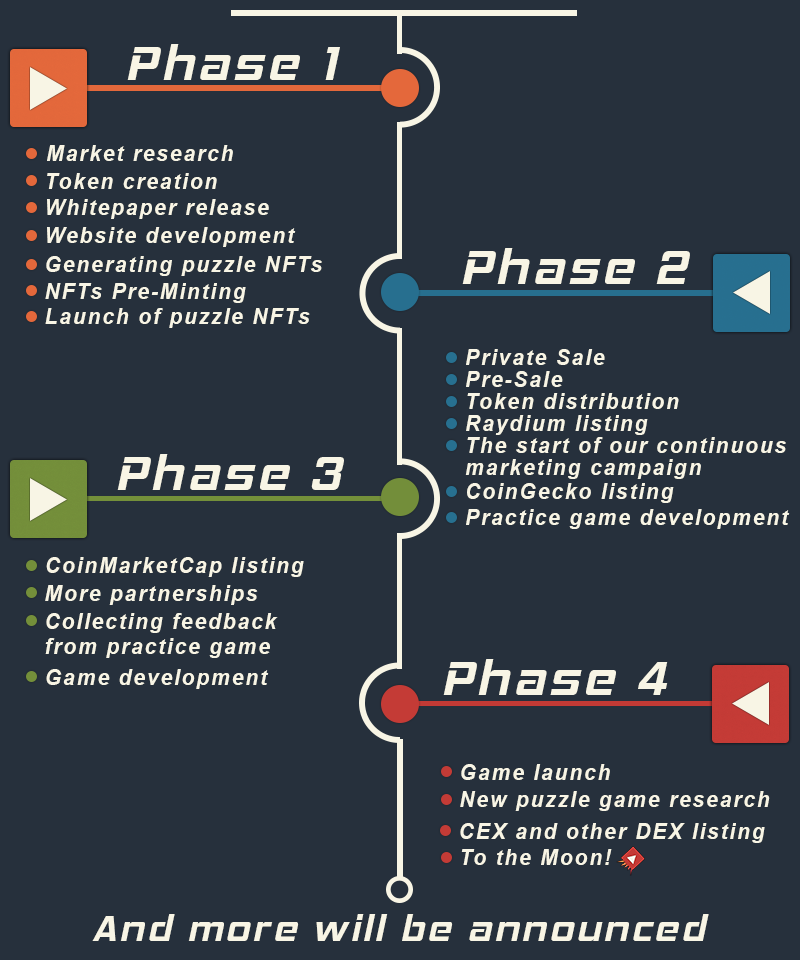 Phase 1
Market research
Token creation
Whitepaper release
Website development
Generating puzzle NFTs
NFTs Pre-Minting
Launch of puzzle NFTs
Phase 2
Private Sale
Pre-Sale
Token distribution
Raydium listing
The start of our continuous
marketing campaign
CoinGecko listing
Practice game development
Phase 3
CoinMarketCap listing
More partnerships
Collecting feedback
from practice game
Game development
Phase 4
Game launch
New puzzle game research
CEX and other DEX listing
To the Moon!
And more will be announced